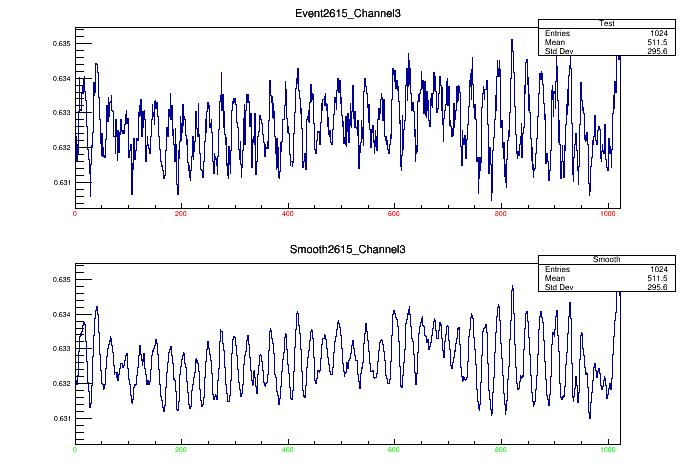 Event2615_Channel3
Test
Entries 1024
Mean 511.5
Std Dev 295.6
0.635
0.634
0.633
0.632
0.631
0 200 400 600 800 1000
Smooth2615_Channel3
Smooth
Entries 1024
Mean 511.5
Std Dev 295.6
0.635
0.634
0.633
0.632
0.631
0 200 400 600 800 1000